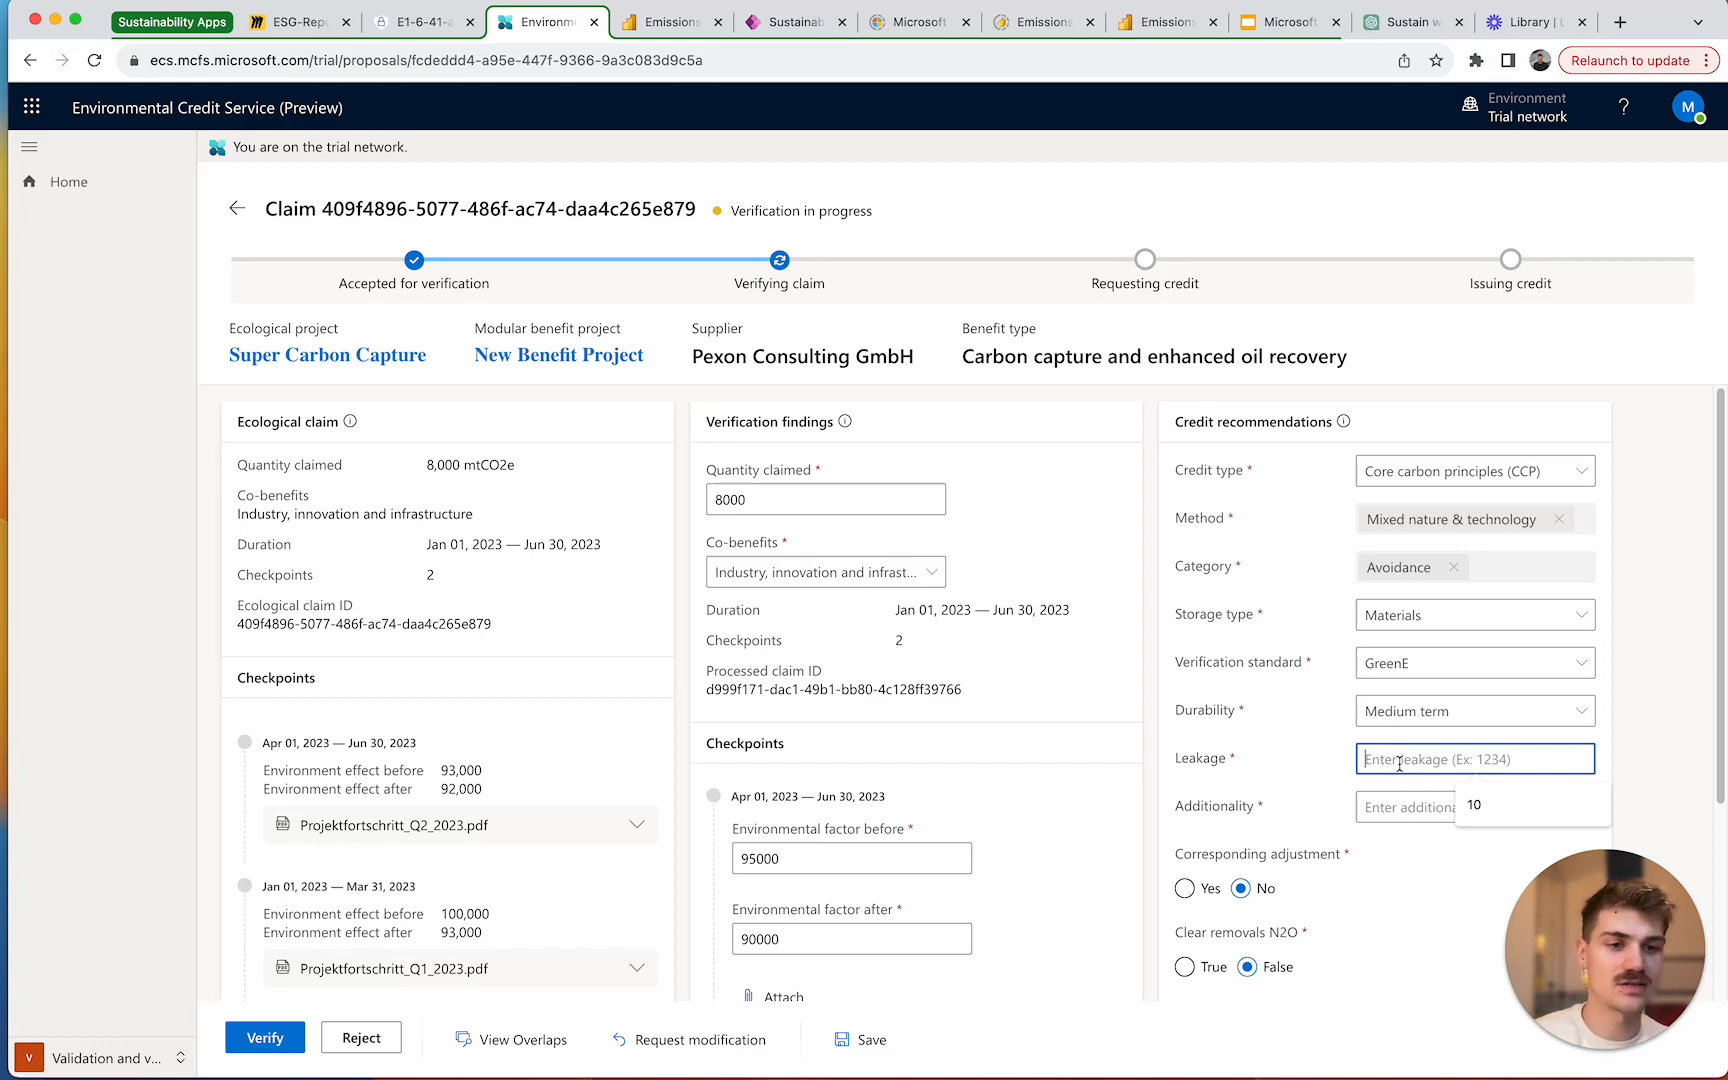 Sustainability Apps
ESG-Repo
E1-6-41-a
Environme
Emissions
Sustainab
Microsoft
Emissions
Emissions
Microsoft
Sustain w
Library | L
ecs.mcfs.microsoft.com/trial/proposals/fcdeddd4-a95e-447f-9366-9a3c083d9c5a
Relaunch to update
Environmental Credit Service (Preview)
Environment
Trial network
?
M
You are on the trial network.
Home
Claim 409f4896-5077-486f-ac74-daa4c265e879
Verification in progress
Accepted for verification
Verifying claim
Requesting credit
Issuing credit
Ecological project
Super Carbon Capture
Modular benefit project
New Benefit Project
Supplier
Pexon Consulting GmbH
Benefit type
Carbon capture and enhanced oil recovery
Ecological claim
Quantity claimed 8,000 mtCO2e
Co-benefits
Industry, innovation and infrastructure
Duration Jan 01, 2023 — Jun 30, 2023
Checkpoints 2
Ecological claim ID
409f4896-5077-486f-ac74-daa4c265e879
Checkpoints
Apr 01, 2023 — Jun 30, 2023
Environment effect before 93,000
Environment effect after 92,000
Projektfortschritt_Q2_2023.pdf
Jan 01, 2023 — Mar 31, 2023
Environment effect before 100,000
Environment effect after 93,000
Projektfortschritt_Q1_2023.pdf
Verification findings
Quantity claimed *
8000
Co-benefits *
Industry, innovation and infrast...
Duration Jan 01, 2023 — Jun 30, 2023
Checkpoints 2
Processed claim ID
d999f171-dac1-49b1-bb80-4c128ff39766
Checkpoints
Apr 01, 2023 — Jun 30, 2023
Environmental factor before *
95000
Environmental factor after *
90000
Attach
Credit recommendations
Credit type * Core carbon principles (CCP)
Method * Mixed nature & technology
Category * Avoidance
Storage type * Materials
Verification standard * GreenE
Durability * Medium term
Leakage * Enter leakage (Ex: 1234)
10
Additionality * Enter additiona
Corresponding adjustment *
Yes No
Clear removals N2O *
True False
Verify
Reject
View Overlaps
Request modification
Save
V
Validation and v...